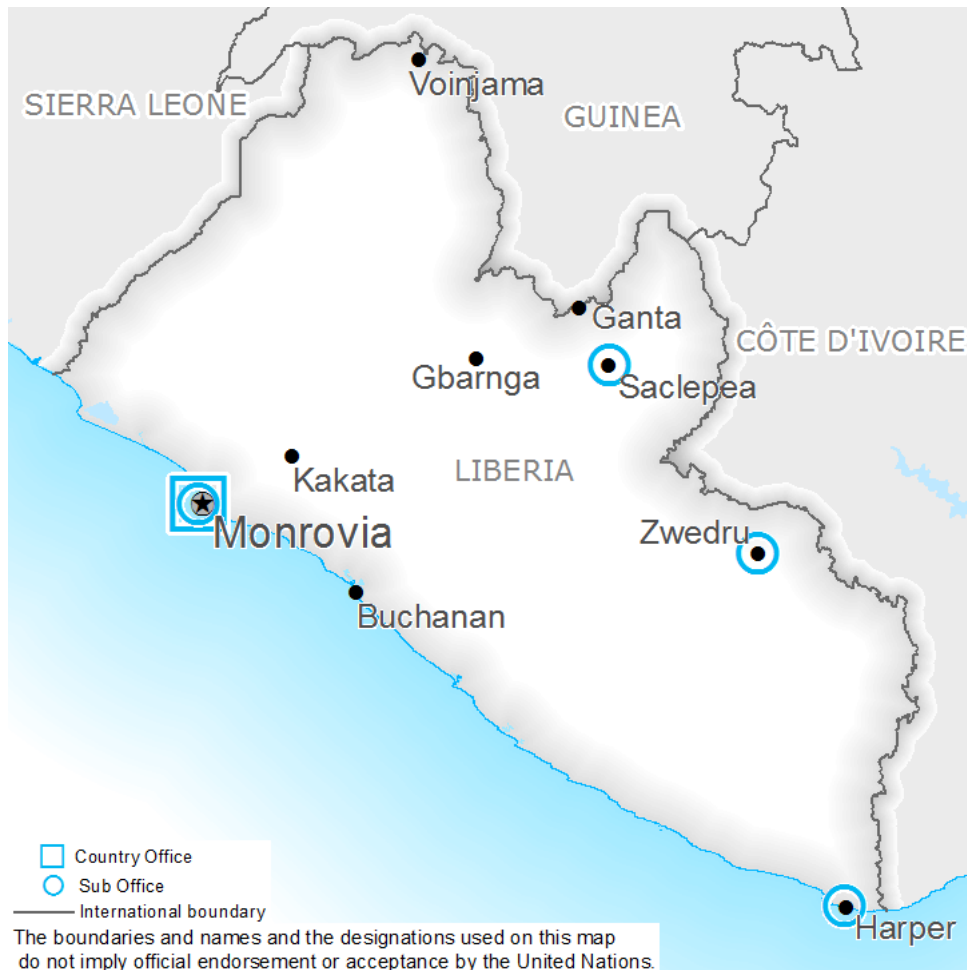 Voinjama
SIERRA LEONE
GUINEA
Ganta
CÔTE D'IVOIRE
Gbarnga
Saclepea
LIBERIA
Kakata
Monrovia
Zwedru
Buchanan
Country Office
Sub Office
International boundary
Harper
The boundaries and names and the designations used on this map
do not imply official endorsement or acceptance by the United Nations.